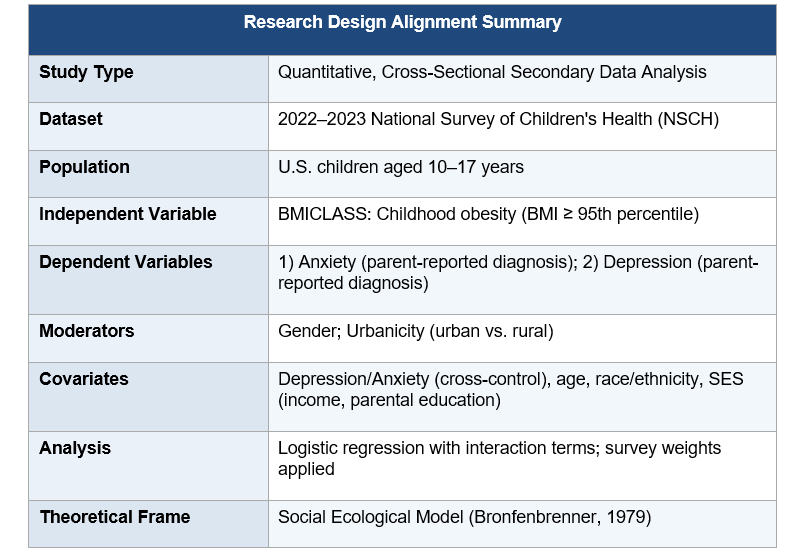 Research Design Alignment Summary
Study Type
Quantitative, Cross-Sectional Secondary Data Analysis
Dataset
2022–2023 National Survey of Children's Health (NSCH)
Population
U.S. children aged 10–17 years
Independent Variable
BMICLASS: Childhood obesity (BMI ≥ 95th percentile)
Dependent Variables
1) Anxiety (parent-reported diagnosis); 2) Depression (parent-
reported diagnosis)
Moderators
Gender; Urbanicity (urban vs. rural)
Covariates
Depression/Anxiety (cross-control), age, race/ethnicity, SES
(income, parental education)
Analysis
Logistic regression with interaction terms; survey weights
applied
Theoretical Frame
Social Ecological Model (Bronfenbrenner, 1979)